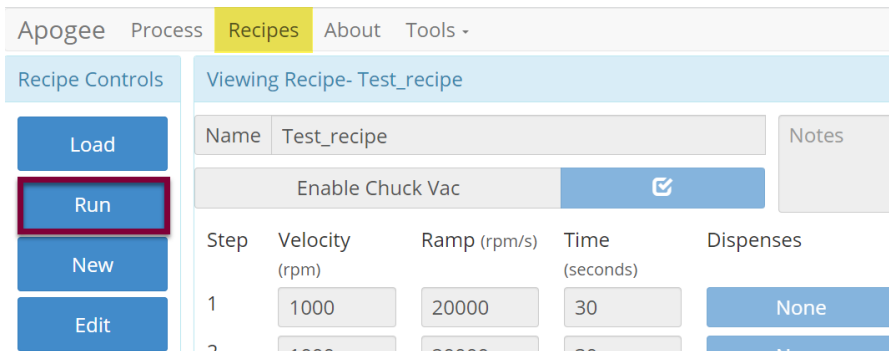 Apogee Process Recipes About Tools
Recipe Controls
Viewing Recipe- Test_recipe
Load
Run
New
Edit
Name Test_recipe
Notes
Enable Chuck Vac
Step Velocity (rpm) Ramp (rpm/s) Time (seconds) Dispenses
1 1000 20000 30 None